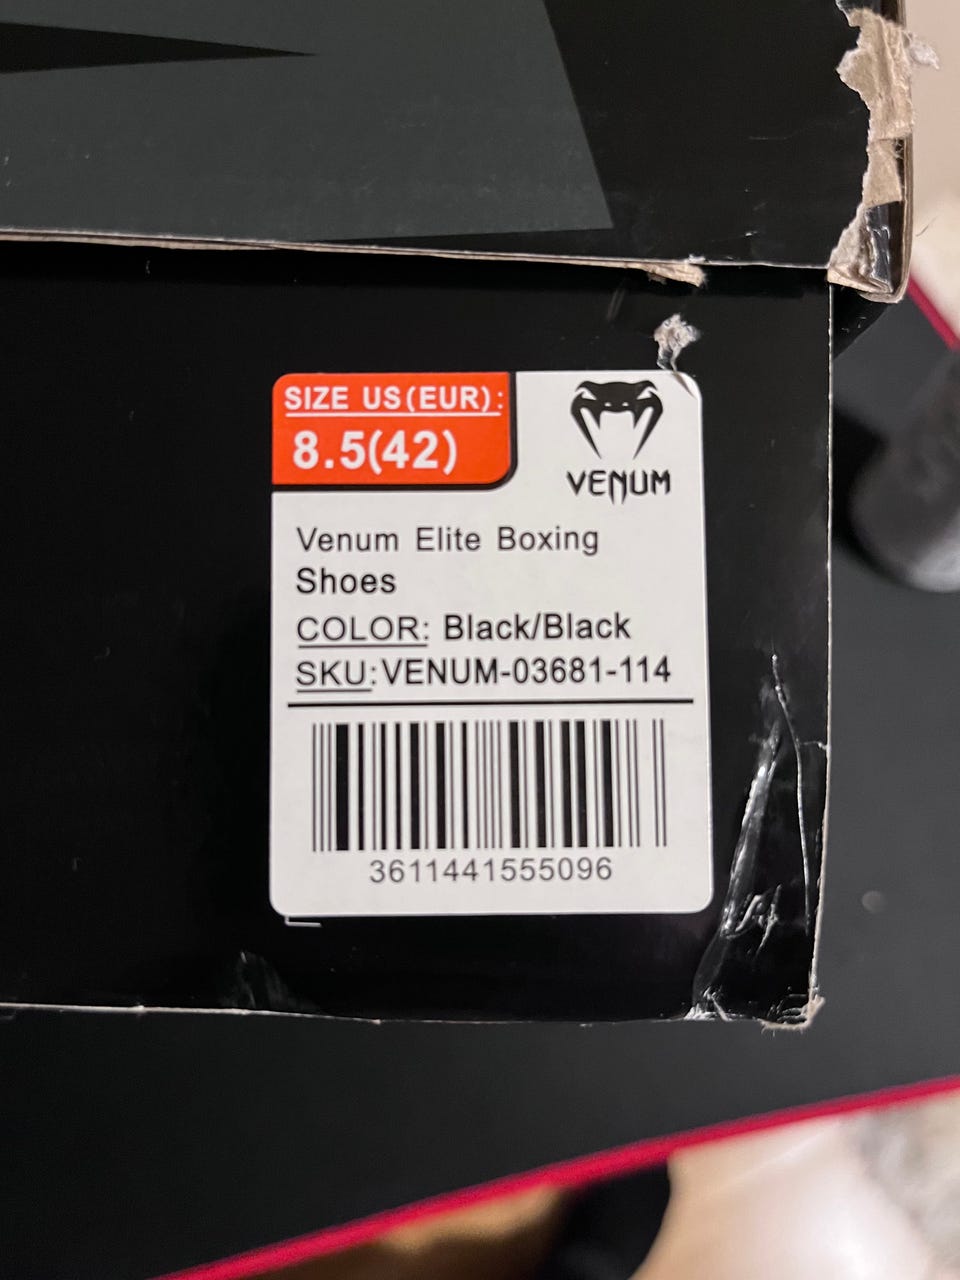 SIZE US(EUR):
8.5(42)
VENUM
Venum Elite Boxing
Shoes
COLOR: Black/Black
SKU:VENUM-03681-114
3611441555096